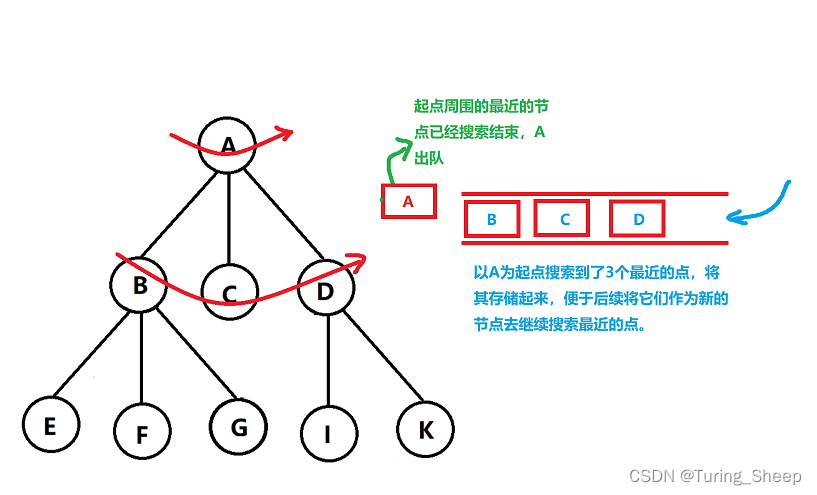 起点周围的最近的节
点已经搜索结束，A
出队
A
A
B C D
以A为起点搜索到了3个最近的点，将
其存储起来，便于后续将它们作为新的
节点去继续搜索最近的点。
B C D
E F G I K
CSDN @Turing_Sheep